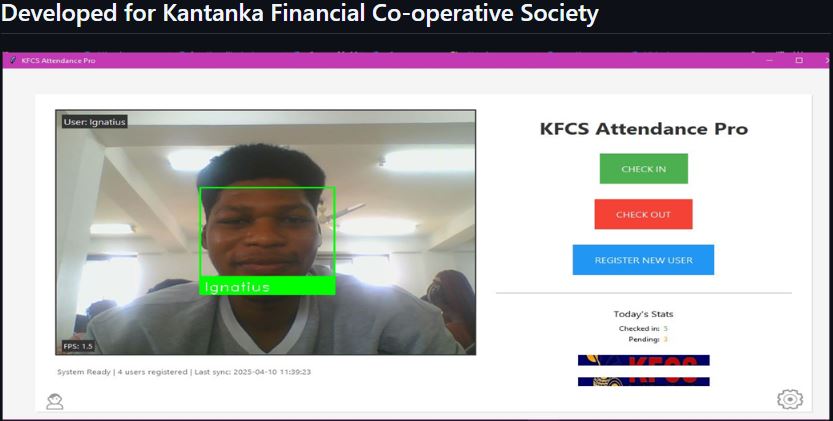 Developed for Kantanka Financial Co-operative Society
KFCS Attendance Pro
User: Ignatius
Ignatius
FPS: 1.5
System Ready | 4 users registered | Last sync: 2025-04-10 11:39:23
KFCS Attendance Pro
CHECK IN
CHECK OUT
REGISTER NEW USER
Today's Stats
Checked in: 5
Pending: 3
KFCS